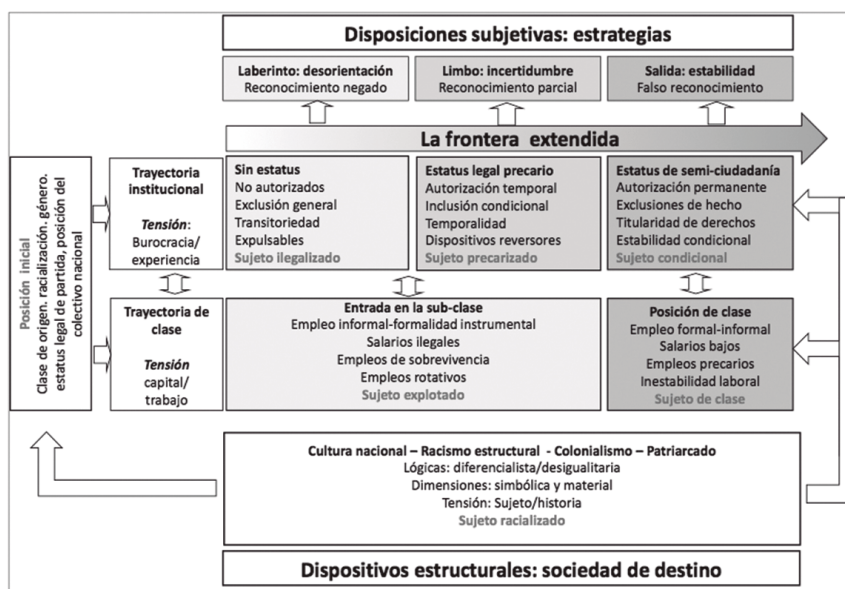 Disposiciones subjetivas: estrategias
Laberinto: desorientación
Reconocimiento negado
Limbo: incertidumbre
Reconocimiento parcial
Salida: estabilidad
Falso reconocimiento
La frontera extendida
Posición inicial
Clase de origen. racialización. género.
estatus legal de partida, posición del
colectivo nacional
Trayectoria
institucional
Tensión:
Burocracia/
experiencia
Sin estatus
No autorizados
Exclusión general
Transitoriedad
Expulsables
Sujeto ilegalizado
Estatus legal precario
Autorización temporal
Inclusión condicional
Temporalidad
Dispositivos reversores
Sujeto precarizado
Estatus de semi-ciudadanía
Autorización permanente
Exclusiones de hecho
Titularidad de derechos
Estabilidad condicional
Sujeto condicional
Trayectoria de
clase
Tensión
capital/
trabajo
Entrada en la sub-clase
Empleo informal-formalidad instrumental
Salarios ilegales
Empleos de sobrevivencia
Empleos rotativos
Sujeto explotado
Posición de clase
Empleo formal-informal
Salarios bajos
Empleos precarios
Inestabilidad laboral
Sujeto de clase
Cultura nacional – Racismo estructural - Colonialismo – Patriarcado
Lógicas: diferencialista/desigualitaria
Dimensiones: simbólica y material
Tensión: Sujeto/historia
Sujeto racializado
Dispositivos estructurales: sociedad de destino